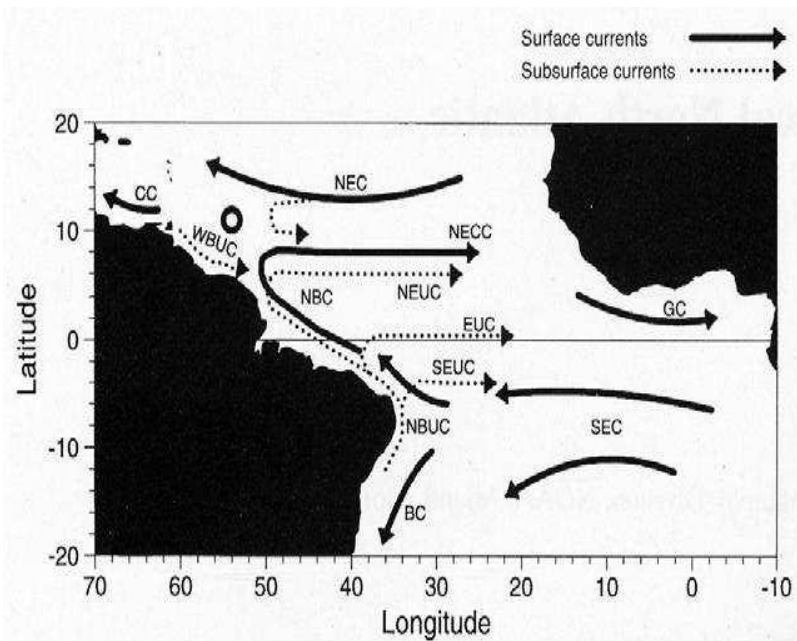 Surface currents
Subsurface currents
20
10
0
-10
-20
Latitude
CC
NEC
WBUC
NECC
NBC
NEUC
GC
EUC
SEUC
NBUC
SEC
BC
70 60 50 40 30 20 10 0 -10
Longitude